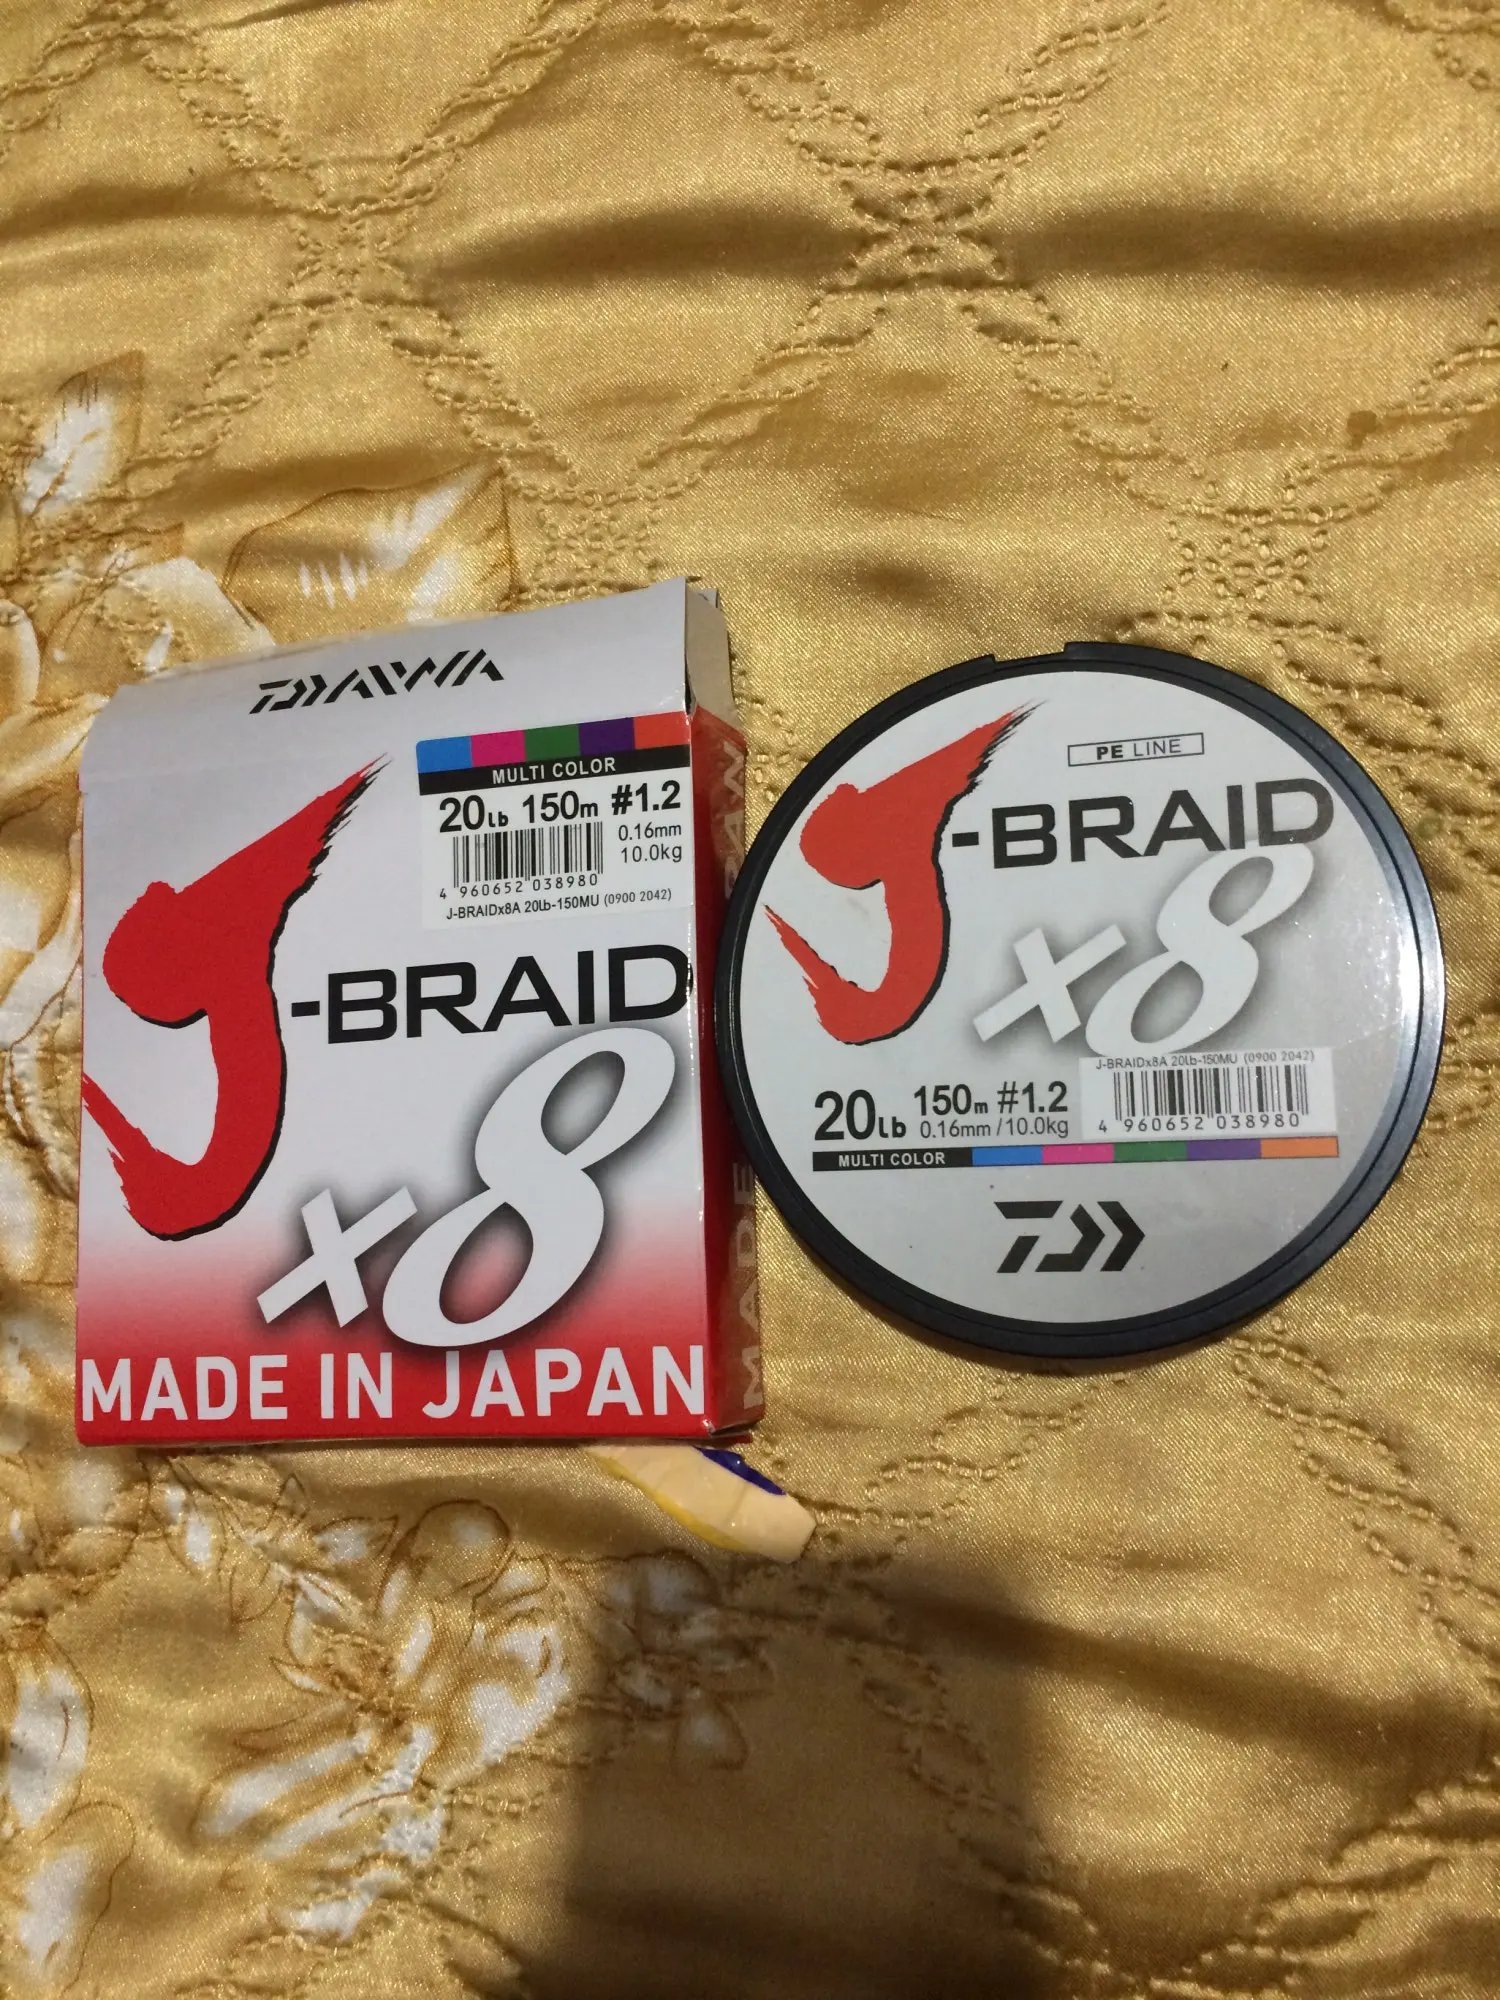 DAIWA
MULTI COLOR
20lb 150m #1.2
0.16mm
10.0kg
4 960652 038980
J-BRAIDx8A 20lb-150MU (0900 2042)
J-BRAID
x8
MADE IN JAPAN
PE LINE
J-BRAID
x8
J-BRAIDx8A 20lb-150MU (0900 2042)
20lb 150m #1.2
0.16mm/10.0kg
4 960652 038980
MULTI COLOR